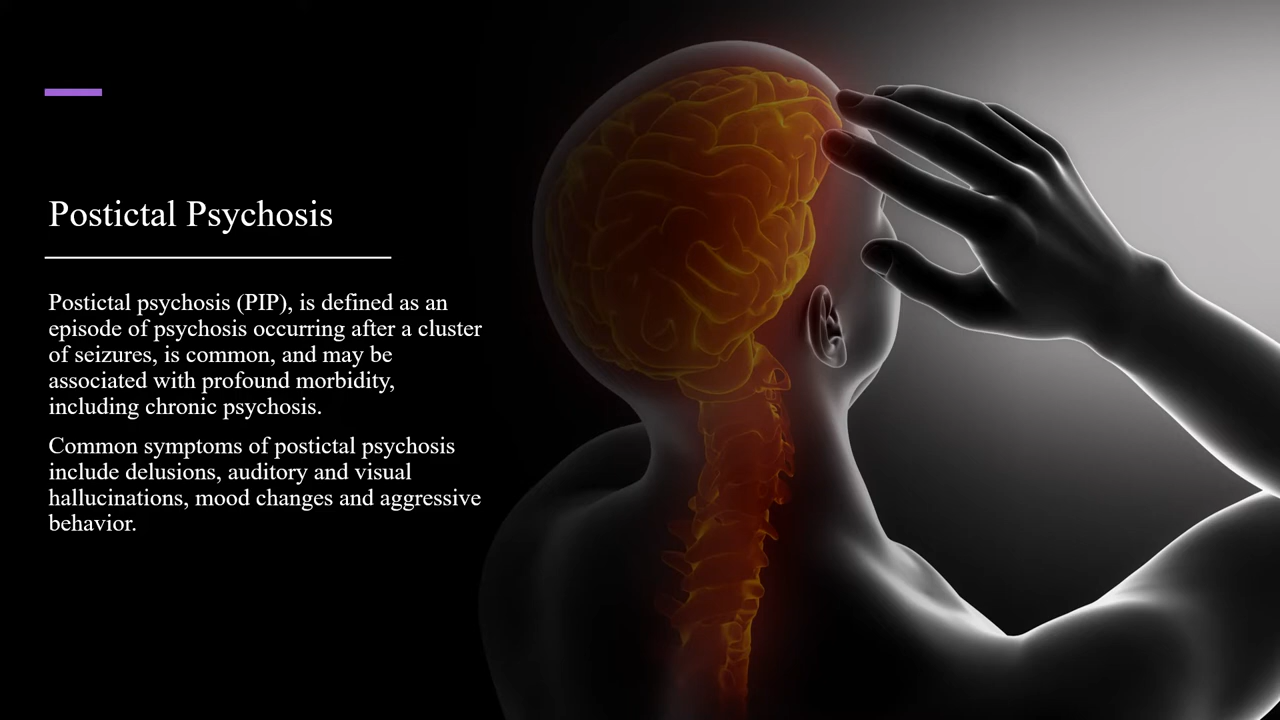 Postictal Psychosis
Postictal psychosis (PIP), is defined as an
episode of psychosis occurring after a cluster
of seizures, is common, and may be
associated with profound morbidity,
including chronic psychosis.
Common symptoms of postictal psychosis
include delusions, auditory and visual
hallucinations, mood changes and aggressive
behavior.